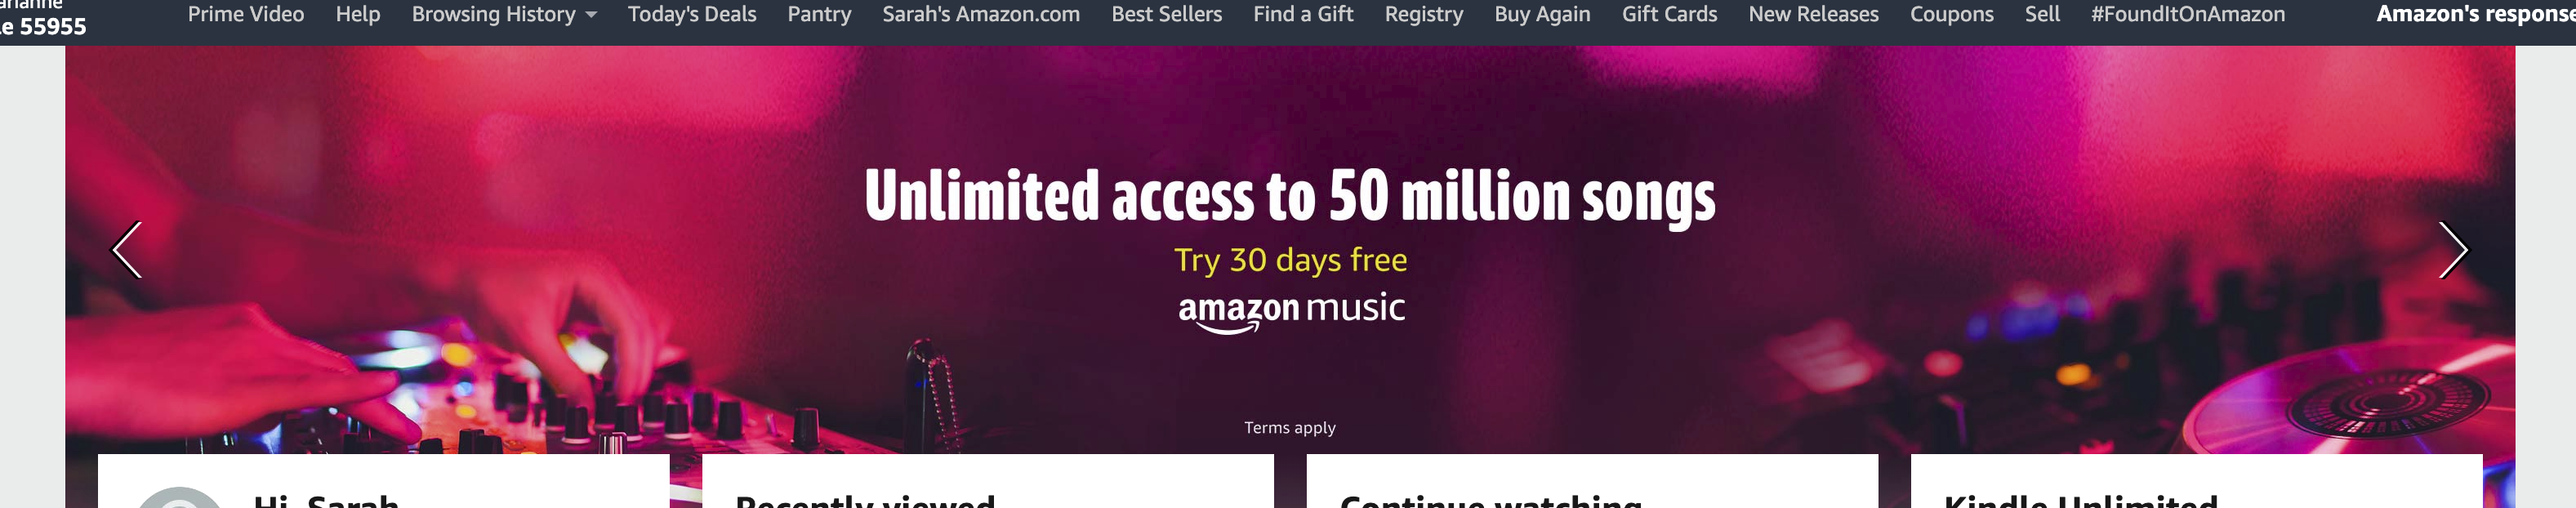 55955
Prime Video Help Browsing History Today's Deals Pantry Sarah's Amazon.com Best Sellers Find a Gift Registry Buy Again Gift Cards New Releases Coupons Sell #FoundItOnAmazon Amazon's response
Unlimited access to 50 million songs
Try 30 days free
amazon music
Terms apply
Hi, Sarah
Recently viewed
Continue watching
Kindle Unlimited